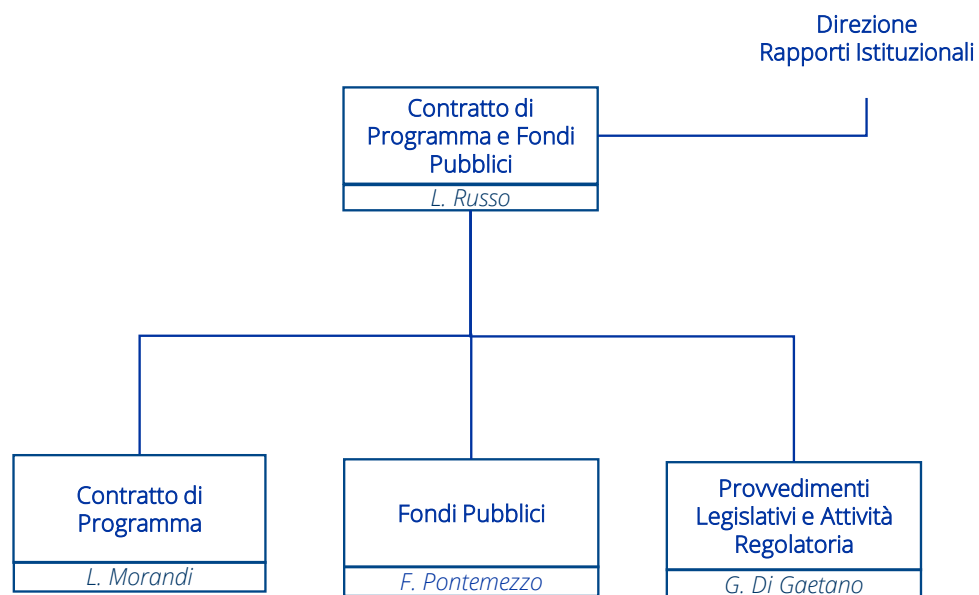 Direzione
Rapporti Istituzionali
Contratto di
Programma e Fondi
Pubblici
L. Russo
Contratto di
Programma
L. Morandi
Fondi Pubblici
F. Pontemezzo
Provvedimenti
Legislativi e Attività
Regolatoria
G. Di Gaetano